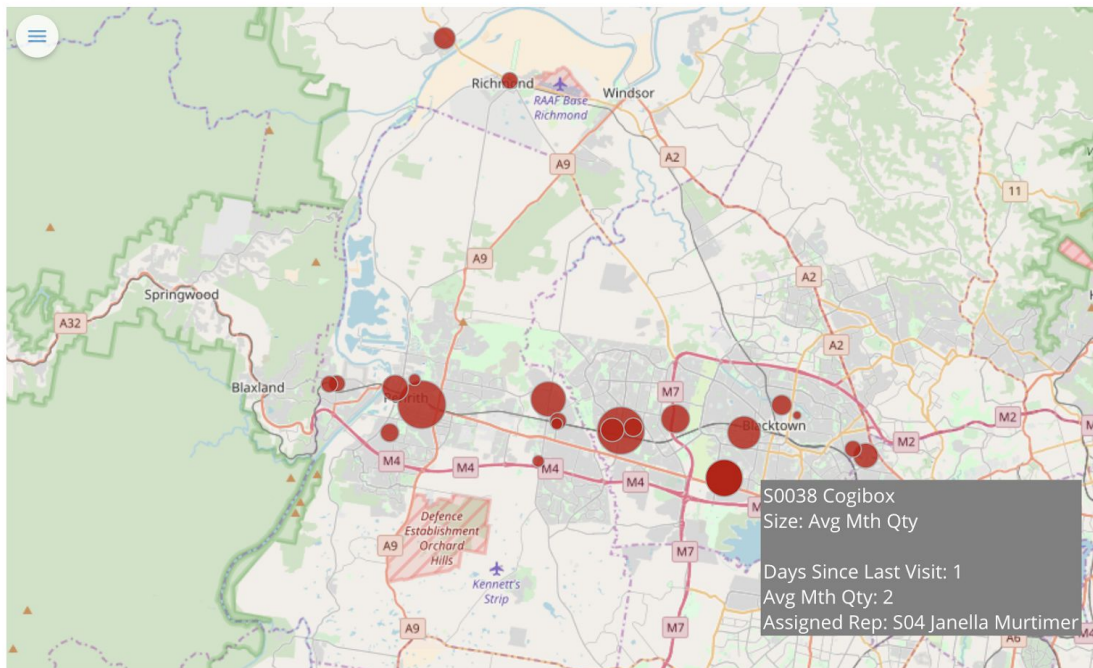 Richmond
RAAF Base
Richmond
Windsor
A9
A2
11
A9
A2
Springwood
A32
A2
Blaxland
M7
Blacktown
M2
M2
M4
M4
M4
M4
Defence
Establishment
Orchard
Hills
A9
M7
Kennett's
Strip
A9
M7
A6
M4
S0038 Cogibox
Size: Avg Mth Qty
Days Since Last Visit: 1
Avg Mth Qty: 2
Assigned Rep: S04 Janella Murtimer